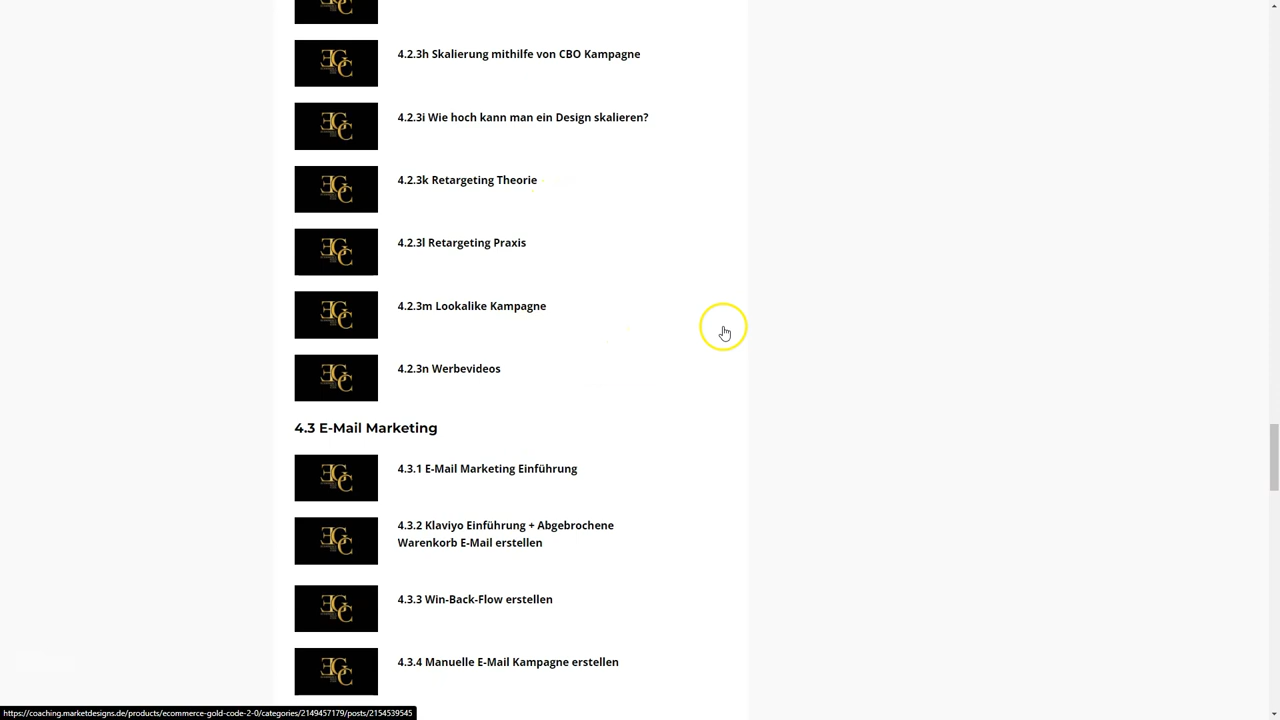 4.2.3h Skalierung mithilfe von CBO Kampagne
4.2.3i Wie hoch kann man ein Design skalieren?
4.2.3k Retargeting Theorie
4.2.3l Retargeting Praxis
4.2.3m Lookalike Kampagne
4.2.3n Werbevideos
4.3 E-Mail Marketing
4.3.1 E-Mail Marketing Einführung
4.3.2 Klaviyo Einführung + Abgebrochene
Warenkorb E-Mail erstellen
4.3.3 Win-Back-Flow erstellen
4.3.4 Manuelle E-Mail Kampagne erstellen
https://coaching.marketdesigns.de/products/ecommerce-gold-code-2-0/categories/2149457179/posts/2154539545